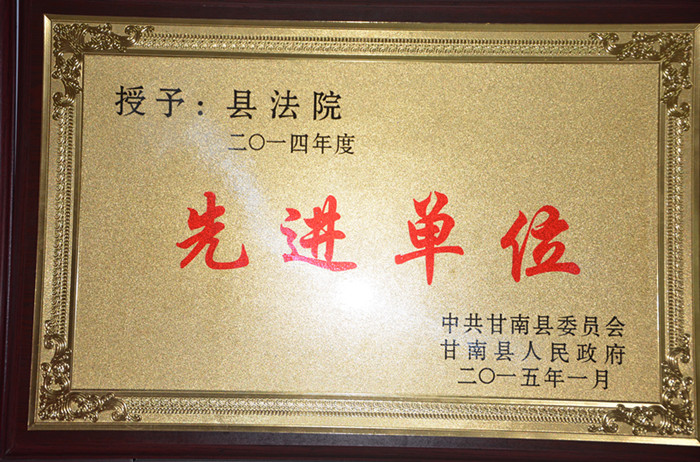 授予：县法院
二〇一四年度
先进单位
中共甘南县委员会
甘南县人民政府
二〇一五年一月